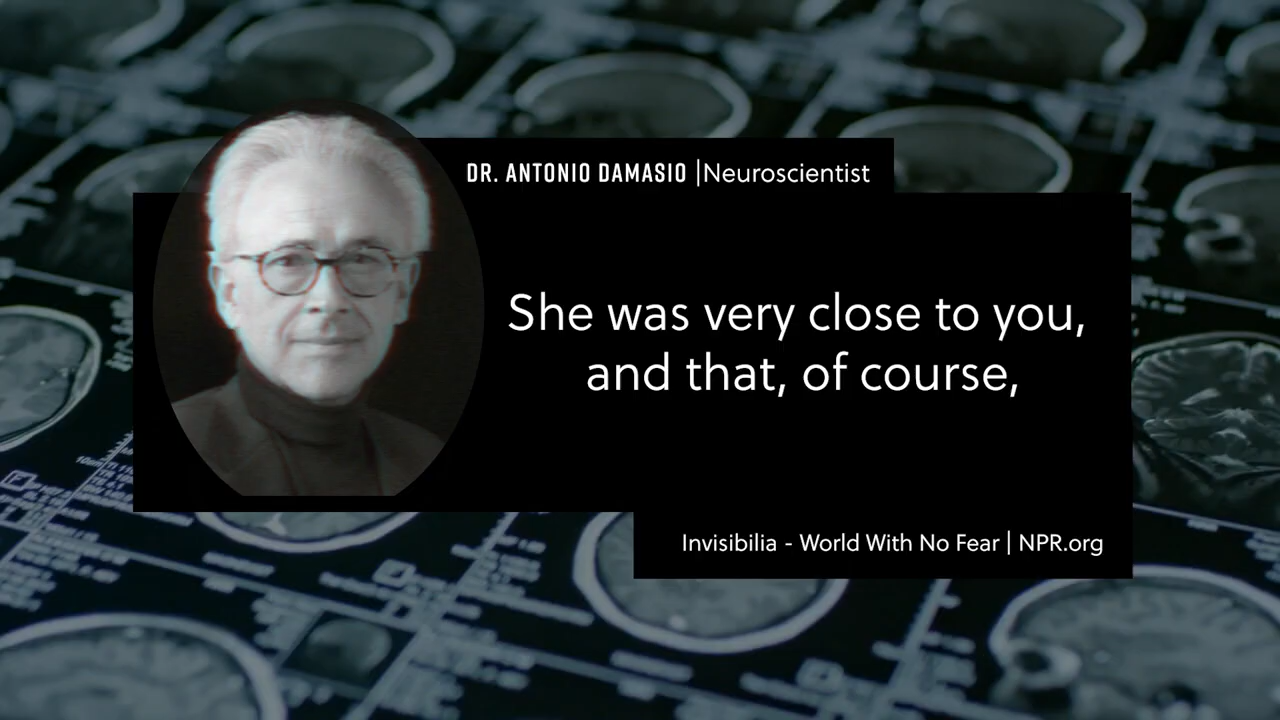 DR. ANTONIO DAMASIO |Neuroscientist
She was very close to you,
and that, of course,
Invisibilia - World With No Fear | NPR.org